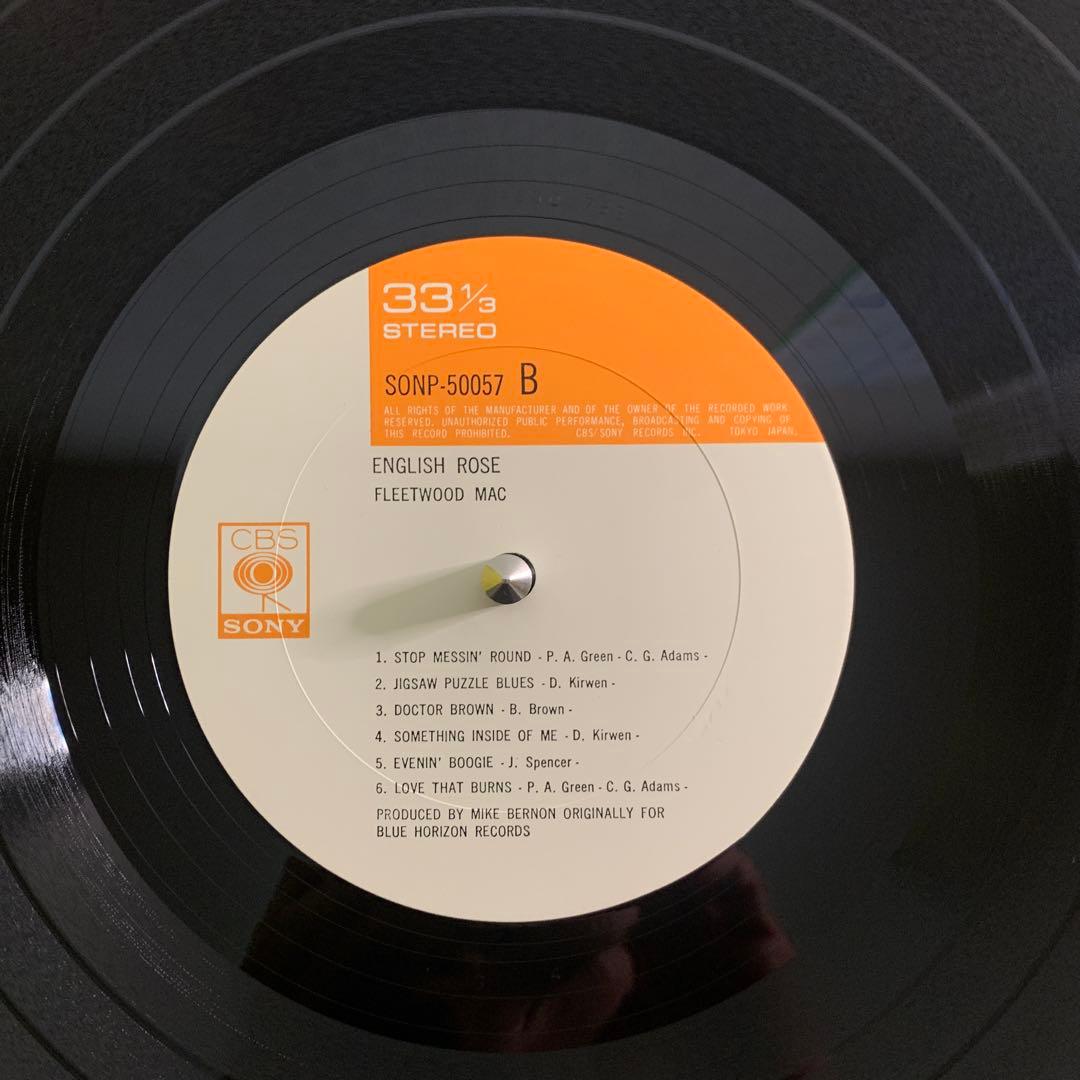 33 1/3
STEREO
SONP-50057 B
ALL RIGHTS OF THE MANUFACTURER AND OF THE OWNER OF THE RECORDED WORK
RESERVED. UNAUTHORIZED PUBLIC PERFORMANCE, BROADCASTING AND COPYING OF
THIS RECORD PROHIBITED. CBS/SONY RECORDS INC. TOKYO JAPAN.
ENGLISH ROSE
FLEETWOOD MAC
CBS
SONY
1. STOP MESSIN' ROUND - P. A. Green - C. G. Adams -
2. JIGSAW PUZZLE BLUES - D. Kirwen -
3. DOCTOR BROWN - B. Brown -
4. SOMETHING INSIDE OF ME - D. Kirwen -
5. EVENIN' BOOGIE - J. Spencer -
6. LOVE THAT BURNS - P. A. Green - C. G. Adams -
PRODUCED BY MIKE BERNON ORIGINALLY FOR
BLUE HORIZON RECORDS